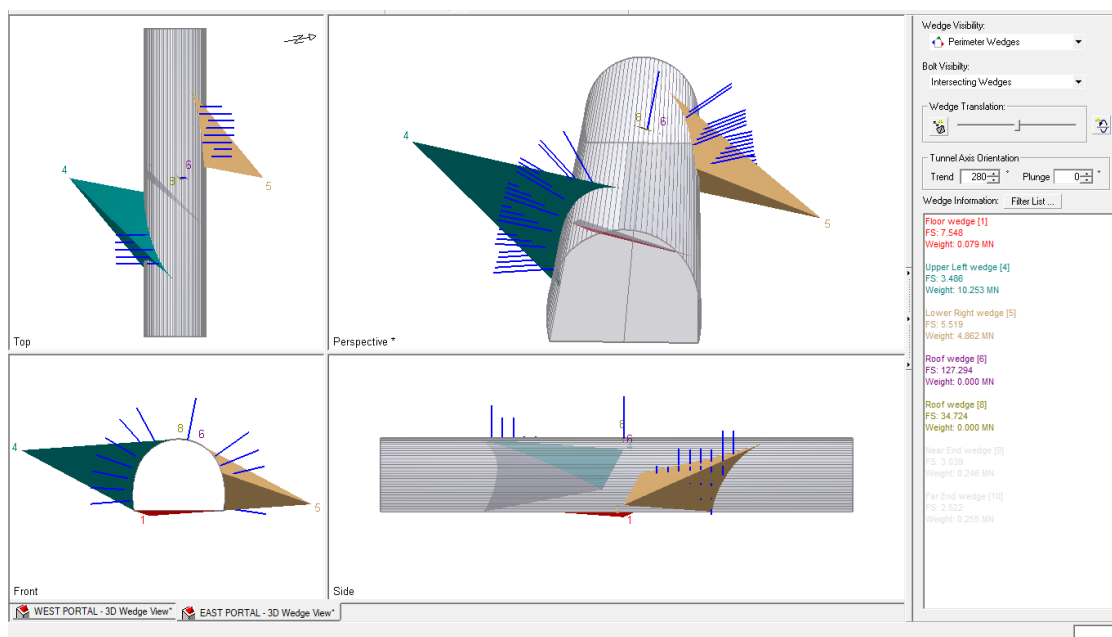 Top
4
5
6
8
Z
Perspective *
4
8
6
5
Front
4
8
6
5
1
Side
8
6
1
WEST PORTAL - 3D Wedge View*
EAST PORTAL - 3D Wedge View*
Wedge Visibility:
Perimeter Wedges
Bolt Visibilty:
Intersecting Wedges
Wedge Translation:
Tunnel Axis Orientation
Trend 280 ° Plunge 0 °
Wedge Information: Filter List ...
Floor wedge [1]
FS: 7.548
Weight: 0.079 MN
Upper Left wedge [4]
FS: 3.486
Weight: 10.253 MN
Lower Right wedge [5]
FS: 5.519
Weight: 4.862 MN
Roof wedge [6]
FS: 127.294
Weight: 0.000 MN
Roof wedge [8]
FS: 34.724
Weight: 0.000 MN
Near End wedge [9]
FS: 3.039
Weight: 0.246 MN
Far End wedge [10]
FS: 2.522
Weight: 0.255 MN